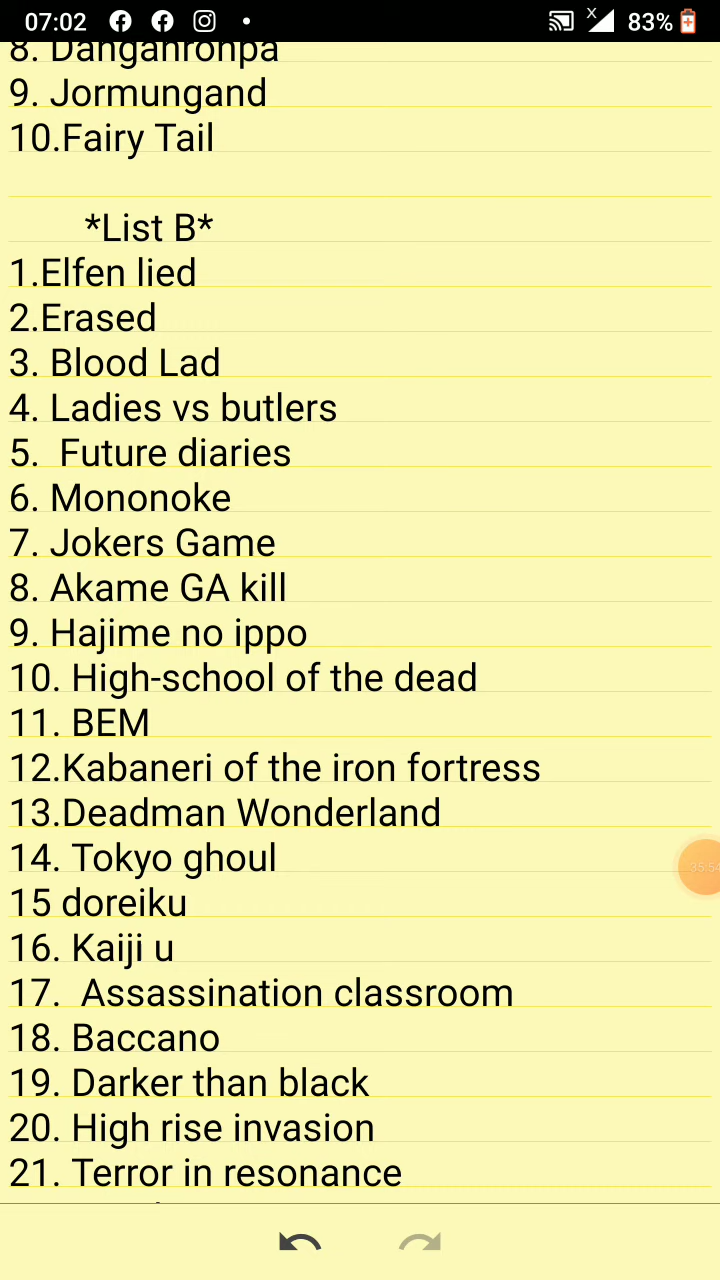 07:02
83%
8. Danganronpa
9. Jormungand
10.Fairy Tail
*List B*
1.Elfen lied
2.Erased
3. Blood Lad
4. Ladies vs butlers
5.  Future diaries
6. Mononoke
7. Jokers Game
8. Akame GA kill
9. Hajime no ippo
10. High-school of the dead
11. BEM
12.Kabaneri of the iron fortress
13.Deadman Wonderland
14. Tokyo ghoul
15 doreiku
16. Kaiji u
17.  Assassination classroom
18. Baccano
19. Darker than black
20. High rise invasion
21. Terror in resonance